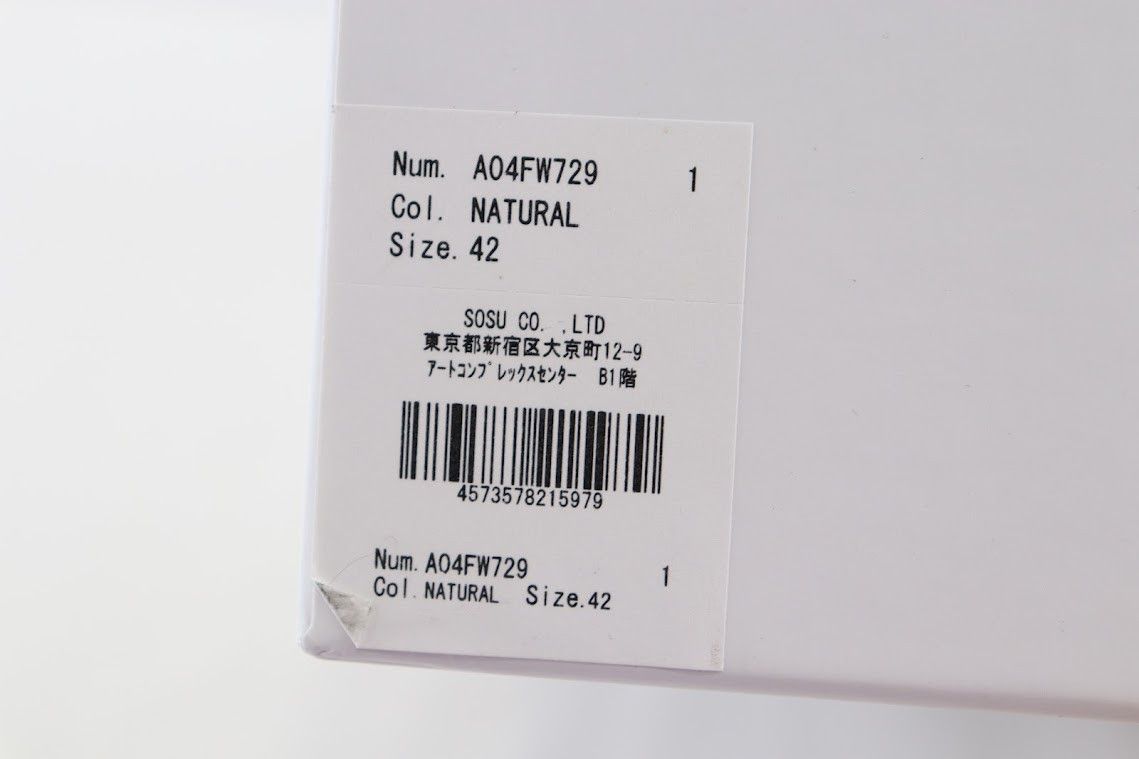 Num. A04FW729 1
Col. NATURAL
Size. 42
SOSU CO. ,LTD
東京都新宿区大京町12-9
ｱｰﾄｺﾝﾌﾟﾚｯｸｽｾﾝﾀｰ B1階
4573578215979
Num. A04FW729 1
Col. NATURAL Size. 42